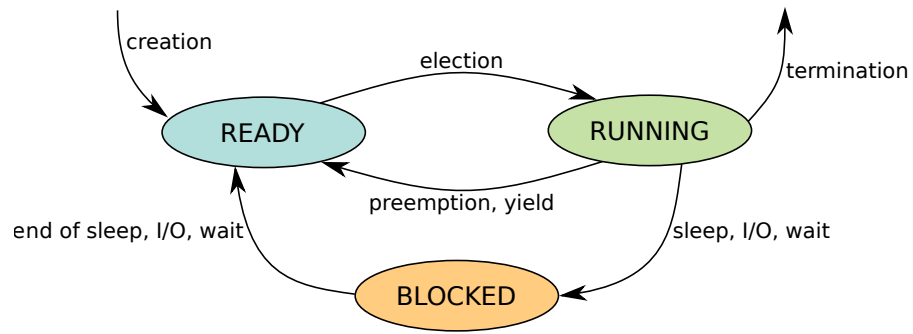 creation
election
termination
READY
RUNNING
preemption, yield
end of sleep, I/O, wait
sleep, I/O, wait
BLOCKED